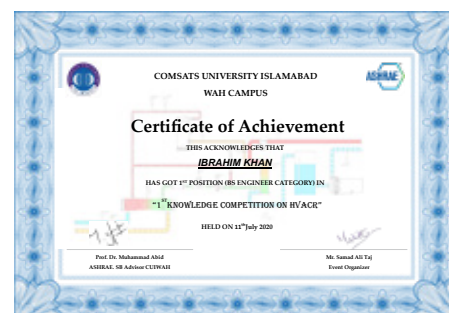 COMSATS UNIVERSITY ISLAMABAD
ASHRAE
WAH CAMPUS
Certificate of Achievement
THIS ACKNOWLEDGES THAT
IBRAHIM KHAN
HAS GOT 1ST POSITION (BS ENGINEER CATEGORY) IN
"1ST KNOWLEDGE COMPETITION ON HVACR"
HELD ON 11th July 2020
Prof. Dr. Muhammad Abid
ASHRAE. SB Advisor CUIWAH
Mr. Samad Ali Taj
Event Organizer